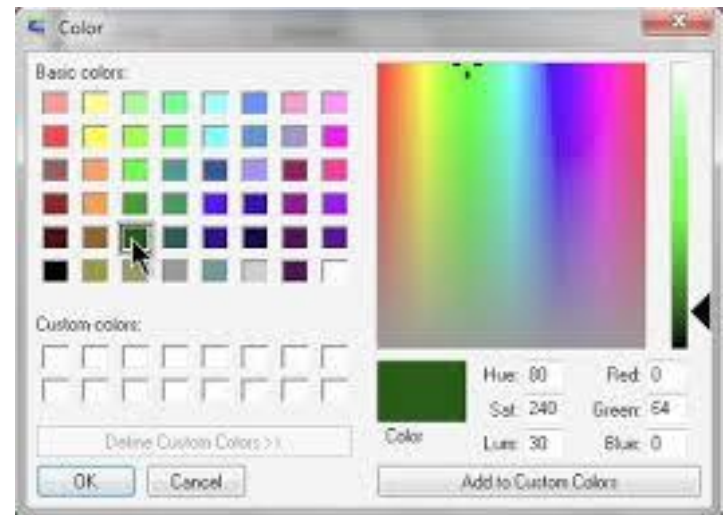 Color
Basic colors:
Custom colors:
Define Custom Colors >>
OK
Cancel
Color
Hue: 80
Sat: 240
Lum: 30
Red: 0
Green: 64
Blue: 0
Add to Custom Colors